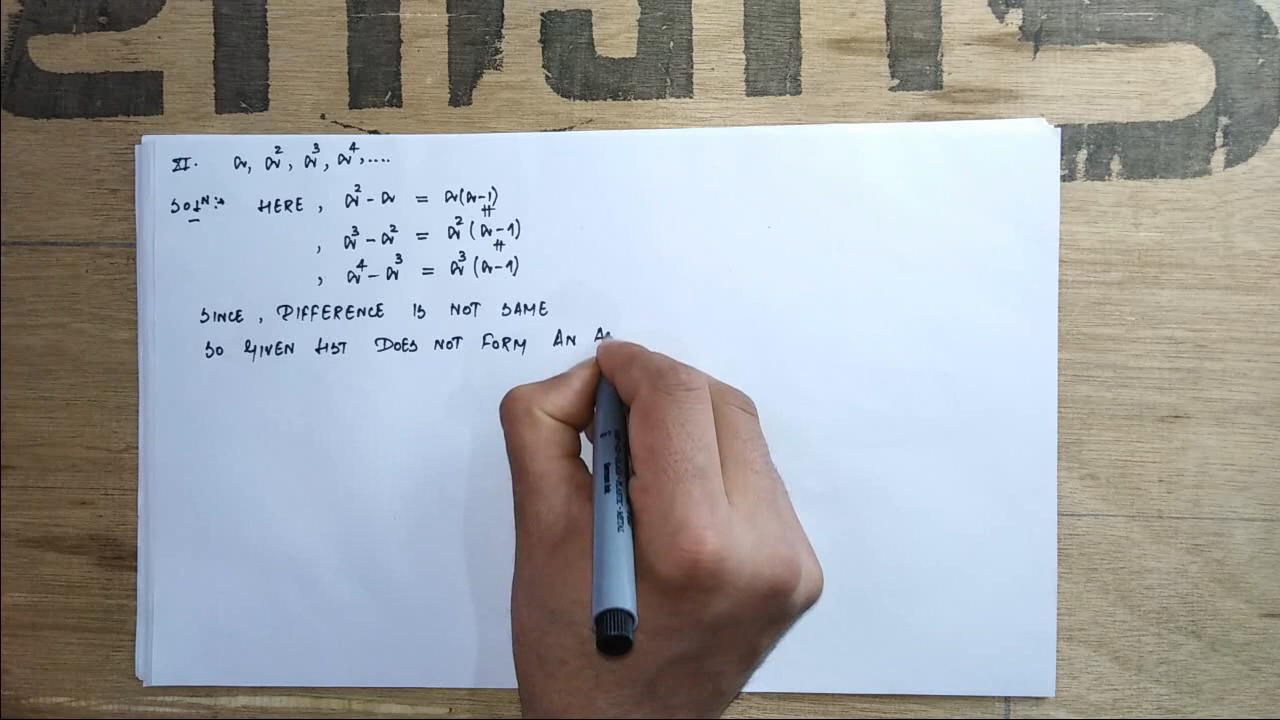 XI. a, a², a³, a⁴, ....
SOLᴺ:→ HERE, a² - a = a(a-1)
, a³ - a² = a²(a-1)
, a⁴ - a³ = a³(a-1)
SINCE, DIFFERENCE IS NOT SAME
SO GIVEN LIST DOES NOT FORM AN